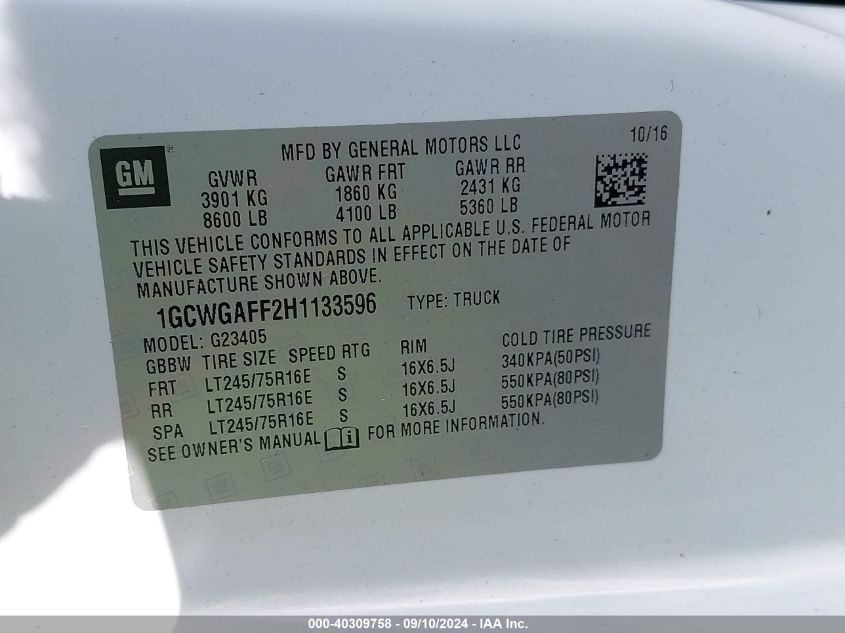 10/16
GM
MFD BY GENERAL MOTORS LLC
GVWR GAWR FRT GAWR RR
3901 KG 1860 KG 2431 KG
8600 LB 4100 LB 5360 LB
THIS VEHICLE CONFORMS TO ALL APPLICABLE U.S. FEDERAL MOTOR
VEHICLE SAFETY STANDARDS IN EFFECT ON THE DATE OF
MANUFACTURE SHOWN ABOVE.
1GCWGAFF2H1133596 TYPE: TRUCK
MODEL: G23405
GBBW TIRE SIZE SPEED RTG RIM COLD TIRE PRESSURE
FRT LT245/75R16E S 16X6.5J 340KPA(50PSI)
RR LT245/75R16E S 16X6.5J 550KPA(80PSI)
SPA LT245/75R16E S 16X6.5J 550KPA(80PSI)
SEE OWNER'S MANUAL i FOR MORE INFORMATION.
000-40309758 - 09/10/2024 - IAA Inc.